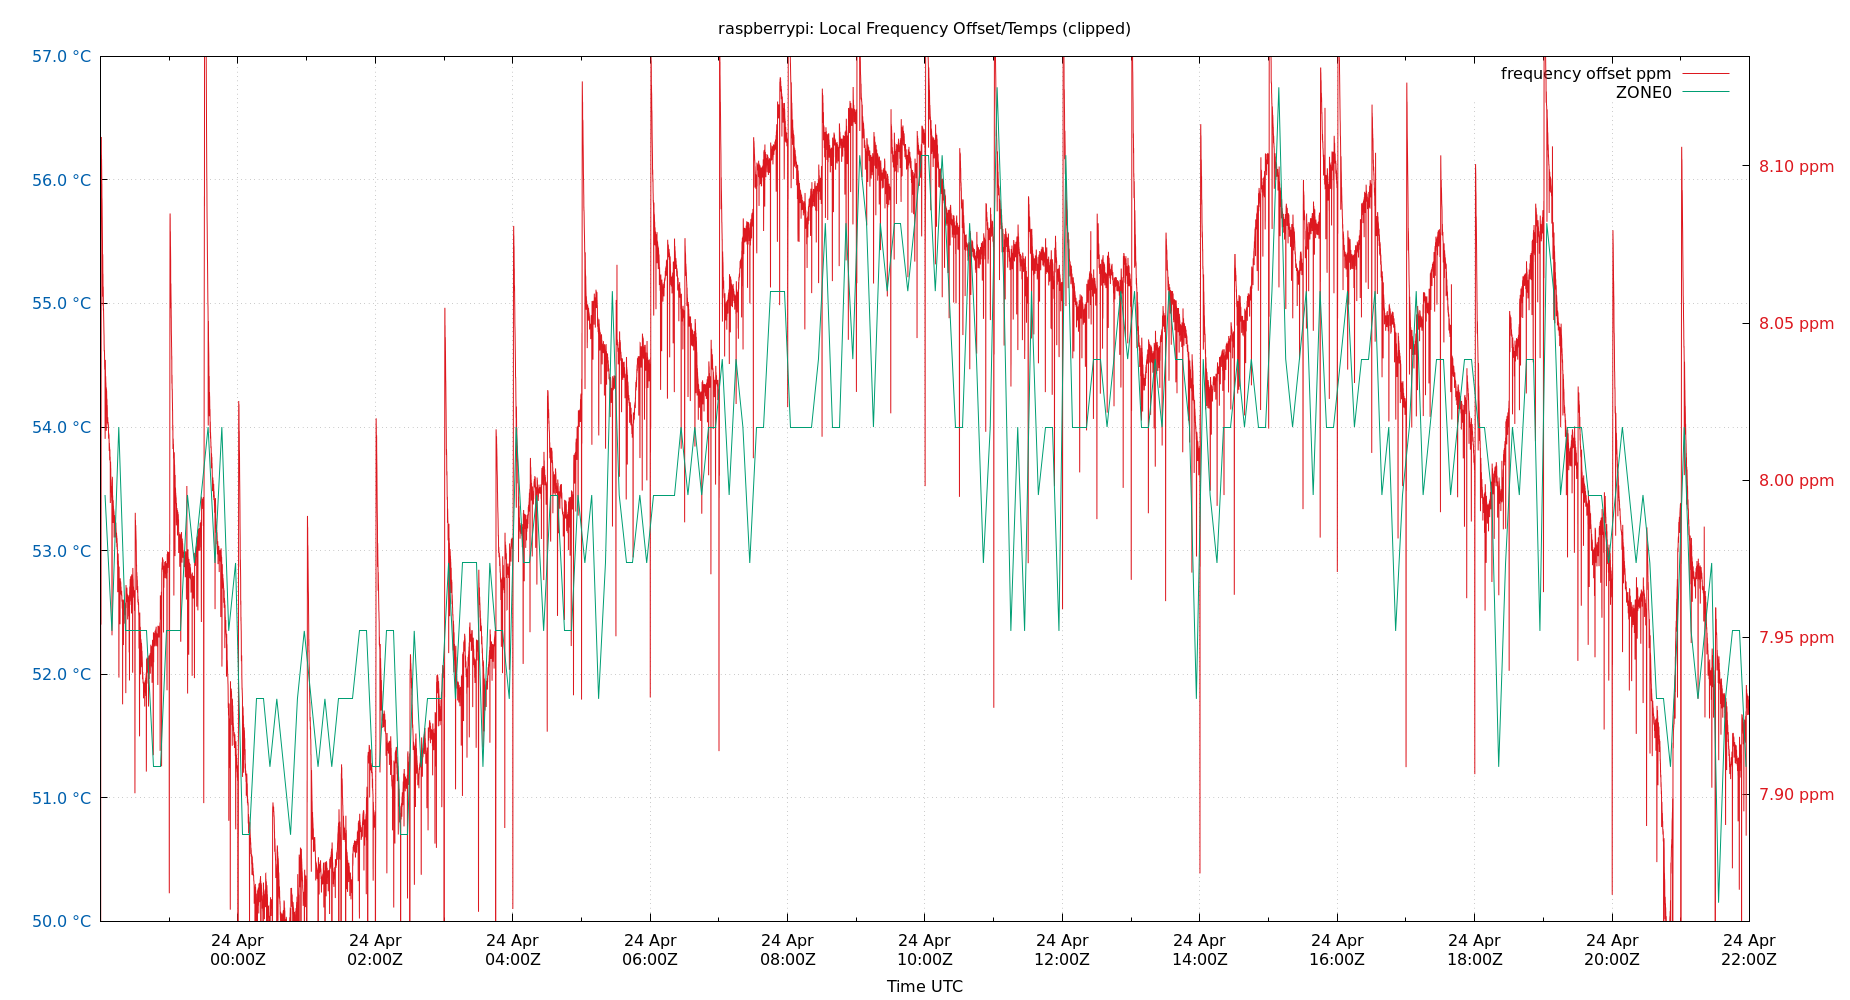 raspberrypi: Local Frequency Offset/Temps (clipped)
frequency offset ppm
ZONE0
57.0 °C
56.0 °C
55.0 °C
54.0 °C
53.0 °C
52.0 °C
51.0 °C
50.0 °C
8.10 ppm
8.05 ppm
8.00 ppm
7.95 ppm
7.90 ppm
24 Apr 24 Apr 24 Apr 24 Apr 24 Apr 24 Apr 24 Apr 24 Apr 24 Apr 24 Apr 24 Apr 24 Apr
00:00Z 02:00Z 04:00Z 06:00Z 08:00Z 10:00Z 12:00Z 14:00Z 16:00Z 18:00Z 20:00Z 22:00Z
Time UTC